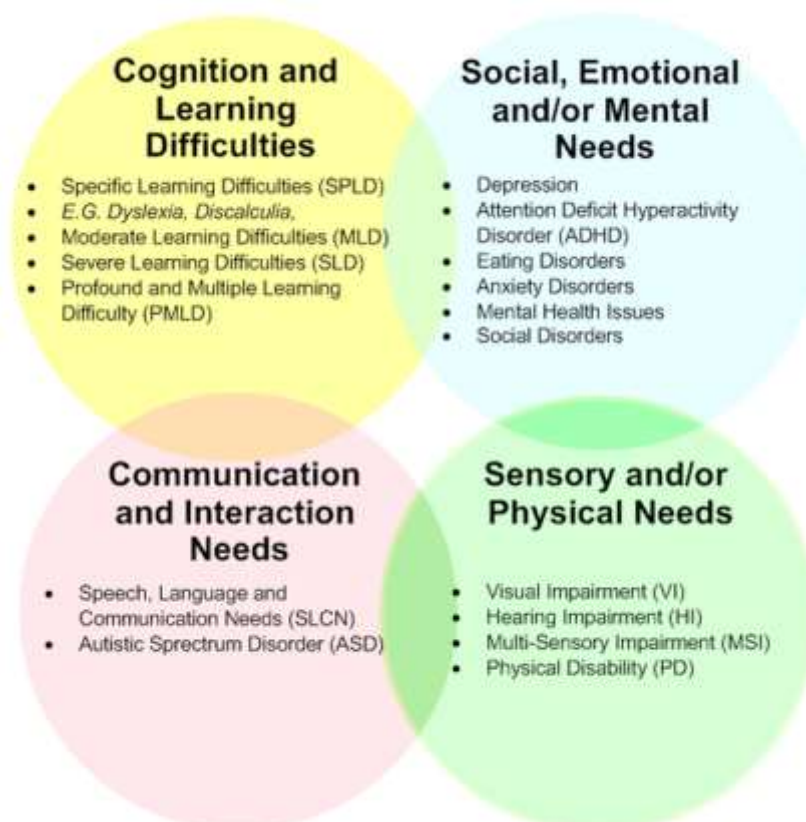 Cognition and
Learning
Difficulties
• Specific Learning Difficulties (SPLD)
• E.G. Dyslexia, Discalculia,
• Moderate Learning Difficulties (MLD)
• Severe Learning Difficulties (SLD)
• Profound and Multiple Learning
Difficulty (PMLD)
Social, Emotional
and/or Mental
Needs
• Depression
• Attention Deficit Hyperactivity
Disorder (ADHD)
• Eating Disorders
• Anxiety Disorders
• Mental Health Issues
• Social Disorders
Communication
and Interaction
Needs
• Speech, Language and
Communication Needs (SLCN)
• Autistic Sprectrum Disorder (ASD)
Sensory and/or
Physical Needs
• Visual Impairment (VI)
• Hearing Impairment (HI)
• Multi-Sensory Impairment (MSI)
• Physical Disability (PD)